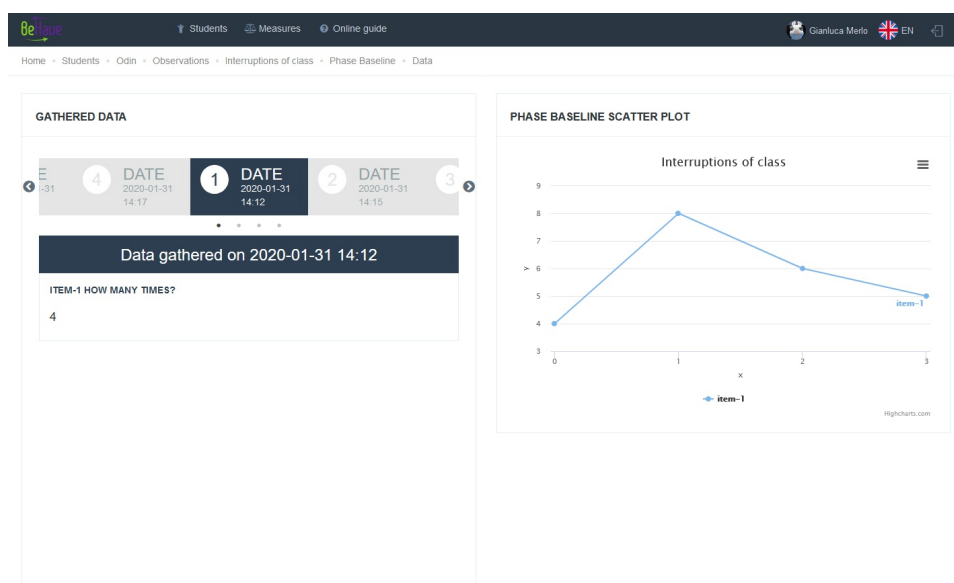 BeHave
Students Measures Online guide
Gianluca Merlo EN
Home Students Odin Observations Interruptions of class Phase Baseline Data
GATHERED DATA
E
-31
4 DATE
2020-01-31
14:17
1 DATE
2020-01-31
14:12
2 DATE
2020-01-31
14:15
3
Data gathered on 2020-01-31 14:12
ITEM-1 HOW MANY TIMES?
4
PHASE BASELINE SCATTER PLOT
Interruptions of class
9
8
7
6
5
4
3
Y
item-1
0 1 2 3
X
item-1
Highcharts.com